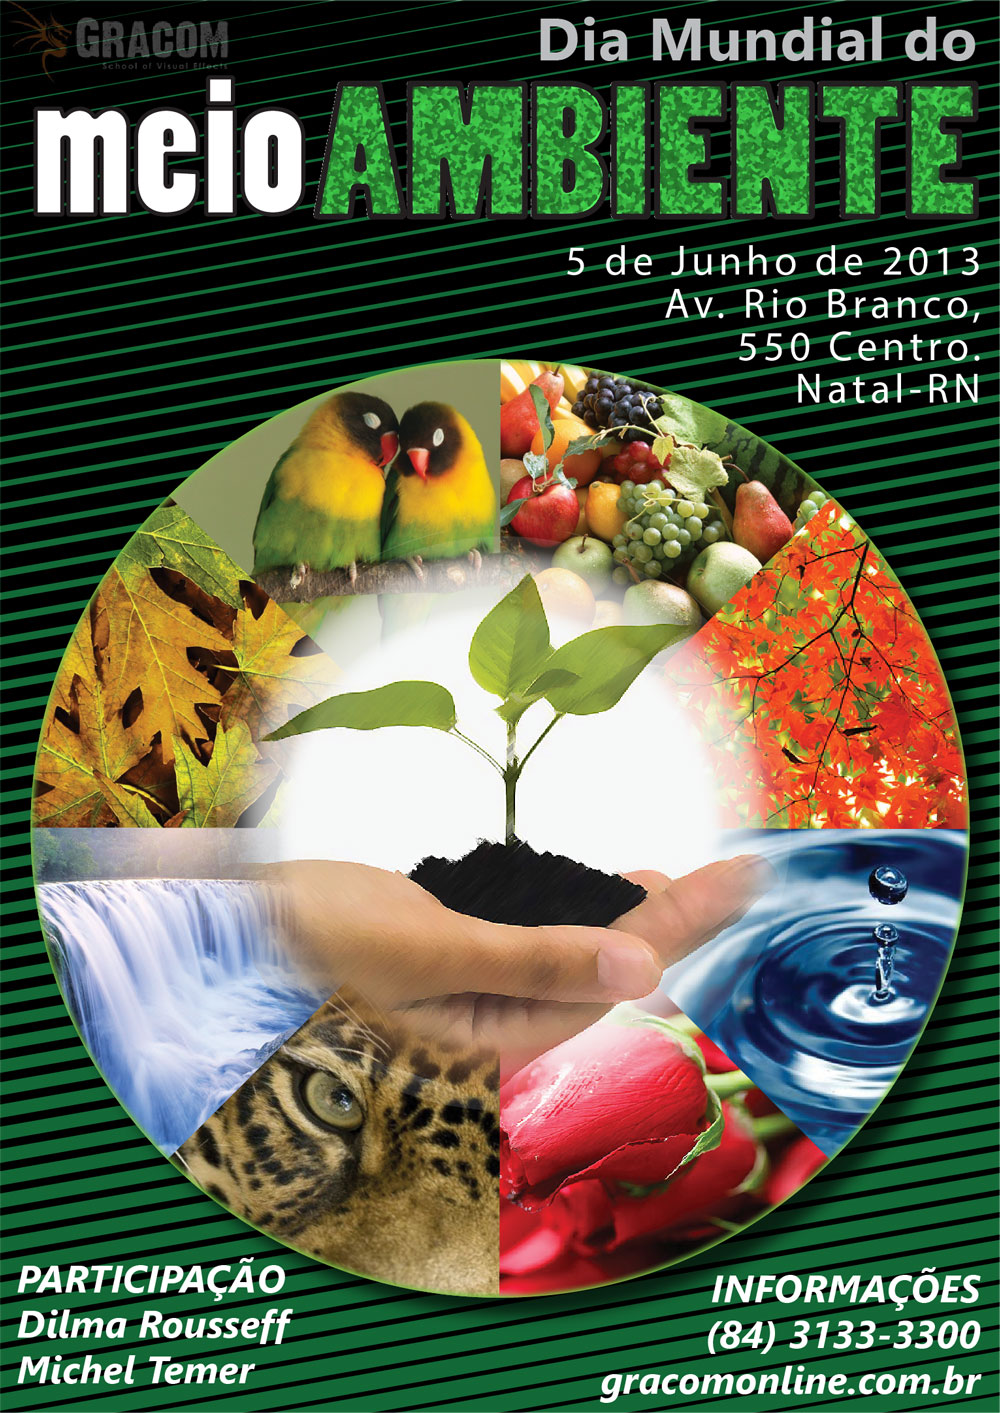 GRACOM
School of Visual Effects
Dia Mundial do
meio AMBIENTE
5 de Junho de 2013
Av. Rio Branco,
550 Centro.
Natal-RN
PARTICIPAÇÃO
Dilma Rousseff
Michel Temer
INFORMAÇÕES
(84) 3133-3300
gracomonline.com.br